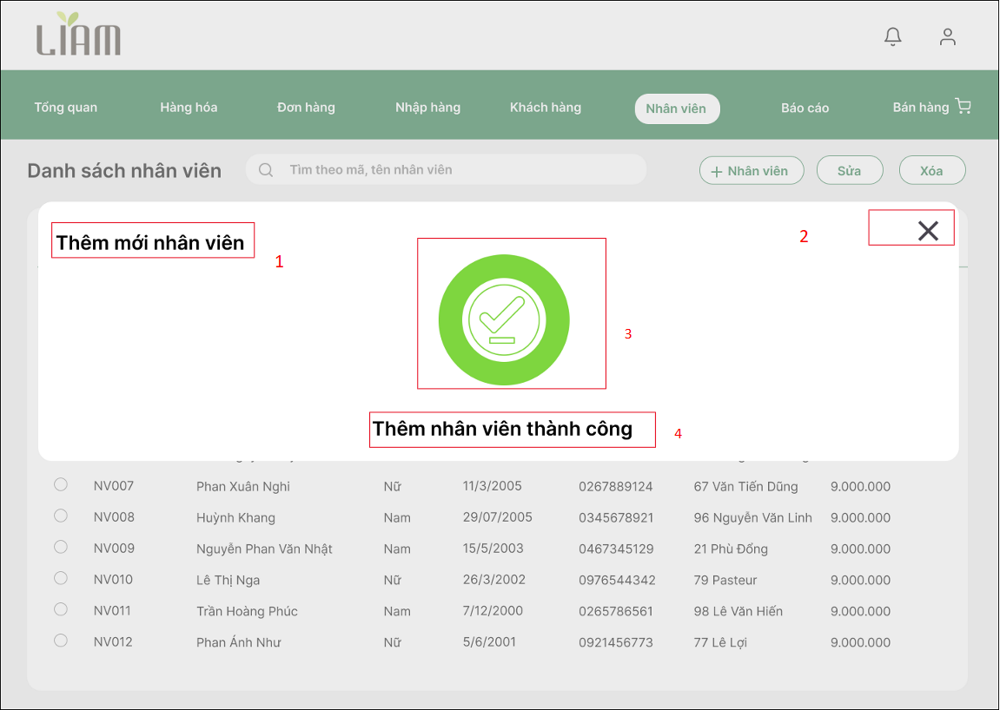 LIAM
Tổng quan Hàng hóa Đơn hàng Nhập hàng Khách hàng Nhân viên Báo cáo Bán hàng
Danh sách nhân viên Tìm theo mã, tên nhân viên + Nhân viên Sửa Xóa
Thêm mới nhân viên
1
2
3
Thêm nhân viên thành công
4
NV007 Phan Xuân Nghi Nữ 11/3/2005 0267889124 67 Văn Tiến Dũng 9.000.000
NV008 Huỳnh Khang Nam 29/07/2005 0345678921 96 Nguyễn Văn Linh 9.000.000
NV009 Nguyễn Phan Văn Nhật Nam 15/5/2003 0467345129 21 Phù Đổng 9.000.000
NV010 Lê Thị Nga Nữ 26/3/2002 0976544342 79 Pasteur 9.000.000
NV011 Trần Hoàng Phúc Nam 7/12/2000 0265786561 98 Lê Văn Hiến 9.000.000
NV012 Phan Ánh Như Nữ 5/6/2001 0921456773 77 Lê Lợi 9.000.000